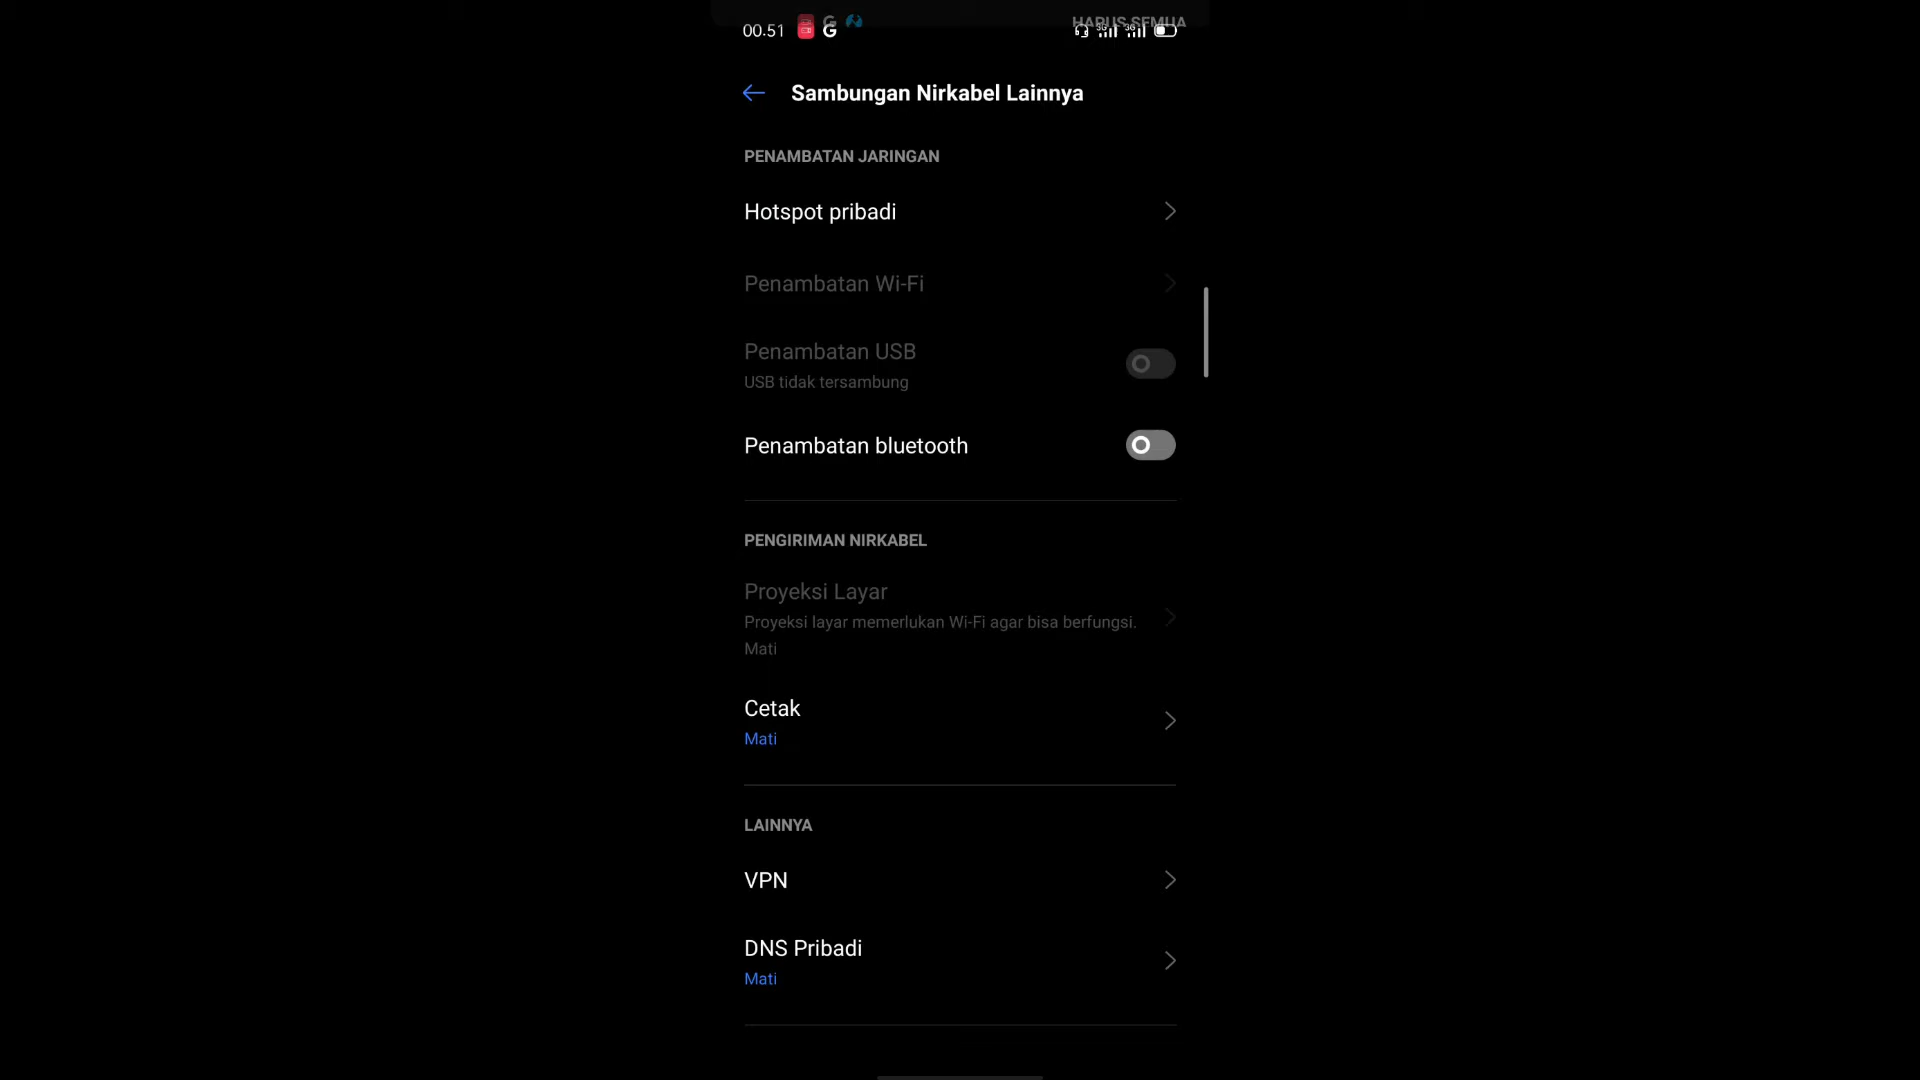 HAPUS SEMUA
00.51
Sambungan Nirkabel Lainnya
PENAMBATAN JARINGAN
Hotspot pribadi
Penambatan Wi-Fi
Penambatan USB
USB tidak tersambung
Penambatan bluetooth
PENGIRIMAN NIRKABEL
Proyeksi Layar
Proyeksi layar memerlukan Wi-Fi agar bisa berfungsi.
Mati
Cetak
Mati
LAINNYA
VPN
DNS Pribadi
Mati